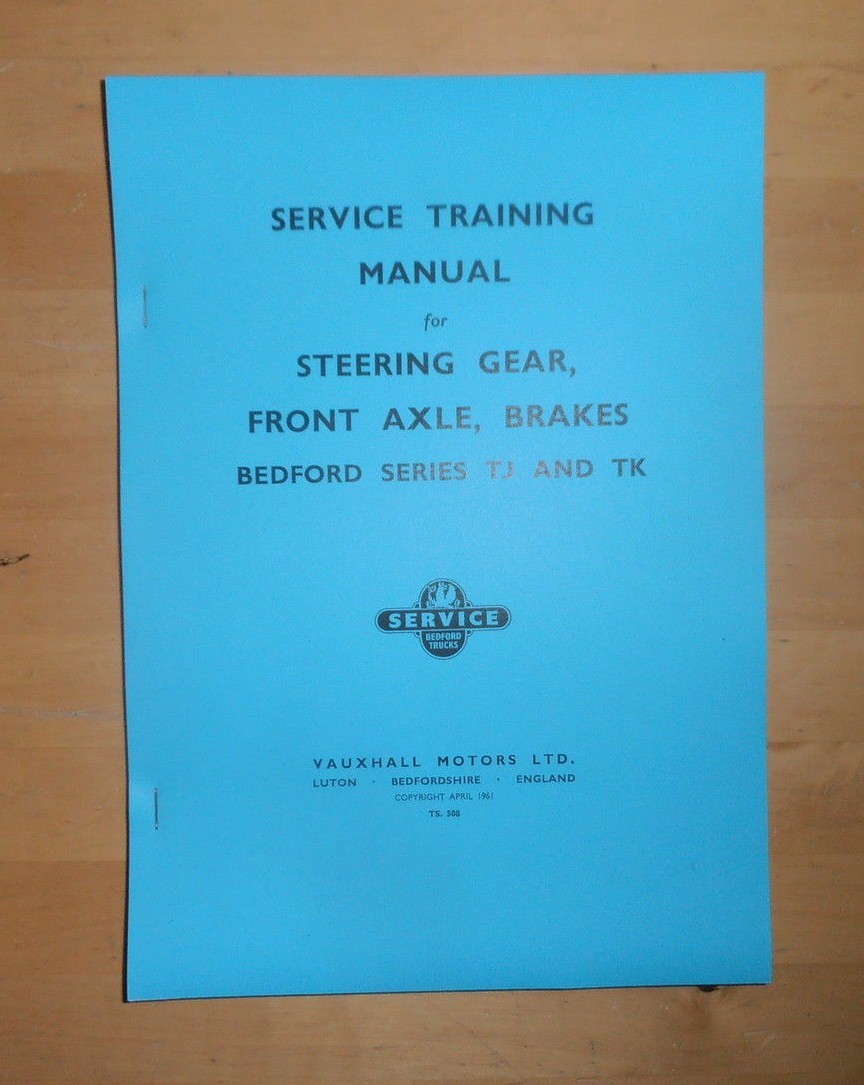 SERVICE TRAINING
MANUAL
for
STEERING GEAR,
FRONT AXLE, BRAKES
BEDFORD SERIES TJ AND TK
SERVICE
BEDFORD
TRUCKS
VAUXHALL MOTORS LTD.
LUTON · BEDFORDSHIRE · ENGLAND
COPYRIGHT APRIL 1961
TS. 508